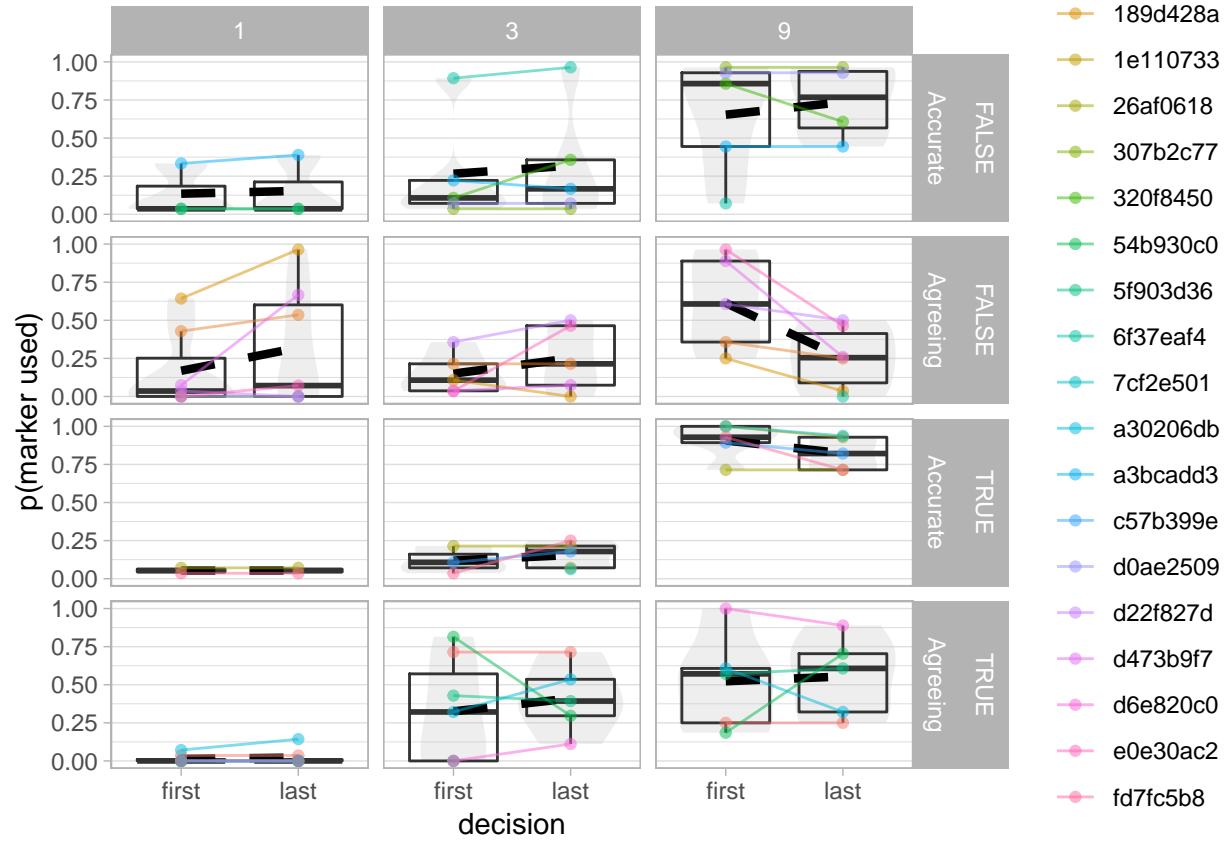 1 3 9
1.00
0.75
0.50
0.25
0.00
FALSE
Accurate
1.00
0.75
0.50
0.25
0.00
FALSE
Agreeing
1.00
0.75
0.50
0.25
0.00
TRUE
Accurate
1.00
0.75
0.50
0.25
0.00
TRUE
Agreeing
p(marker used)
first last first last first last
decision
189d428a
1e110733
26af0618
307b2c77
320f8450
54b930c0
5f903d36
6f37eaf4
7cf2e501
a30206db
a3bcadd3
c57b399e
d0ae2509
d22f827d
d473b9f7
d6e820c0
e0e30ac2
fd7fc5b8